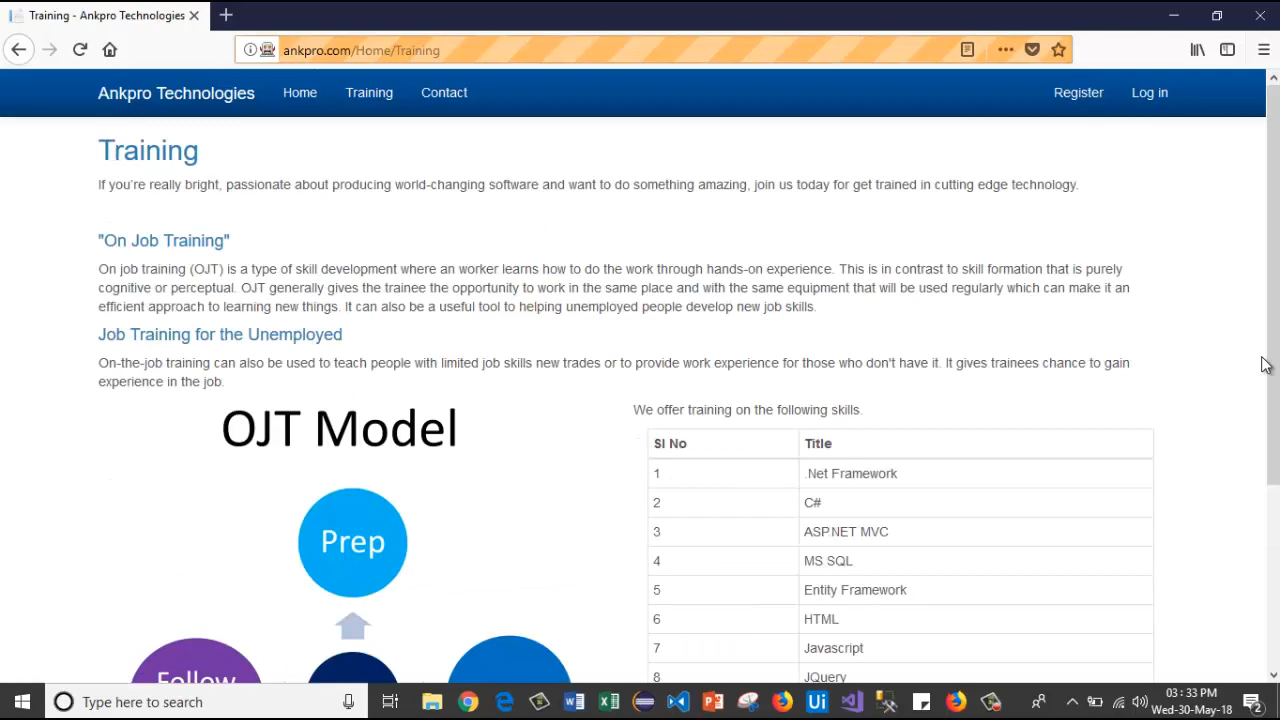 Training - Ankpro Technologies
ankpro.com/Home/Training
Ankpro Technologies Home Training Contact Register Log in
Training
If you're really bright, passionate about producing world-changing software and want to do something amazing, join us today for get trained in cutting edge technology.
"On Job Training"
On job training (OJT) is a type of skill development where an worker learns how to do the work through hands-on experience. This is in contrast to skill formation that is purely
cognitive or perceptual. OJT generally gives the trainee the opportunity to work in the same place and with the same equipment that will be used regularly which can make it an
efficient approach to learning new things. It can also be a useful tool to helping unemployed people develop new job skills.
Job Training for the Unemployed
On-the-job training can also be used to teach people with limited job skills new trades or to provide work experience for those who don't have it. It gives trainees chance to gain
experience in the job.
OJT Model
Prep
Follow
We offer training on the following skills.
Sl No Title
1 .Net Framework
2 C#
3 ASP.NET MVC
4 MS SQL
5 Entity Framework
6 HTML
7 Javascript
8 JQuery
Type here to search
Ui
03 : 33 PM
Wed-30-May-18
2